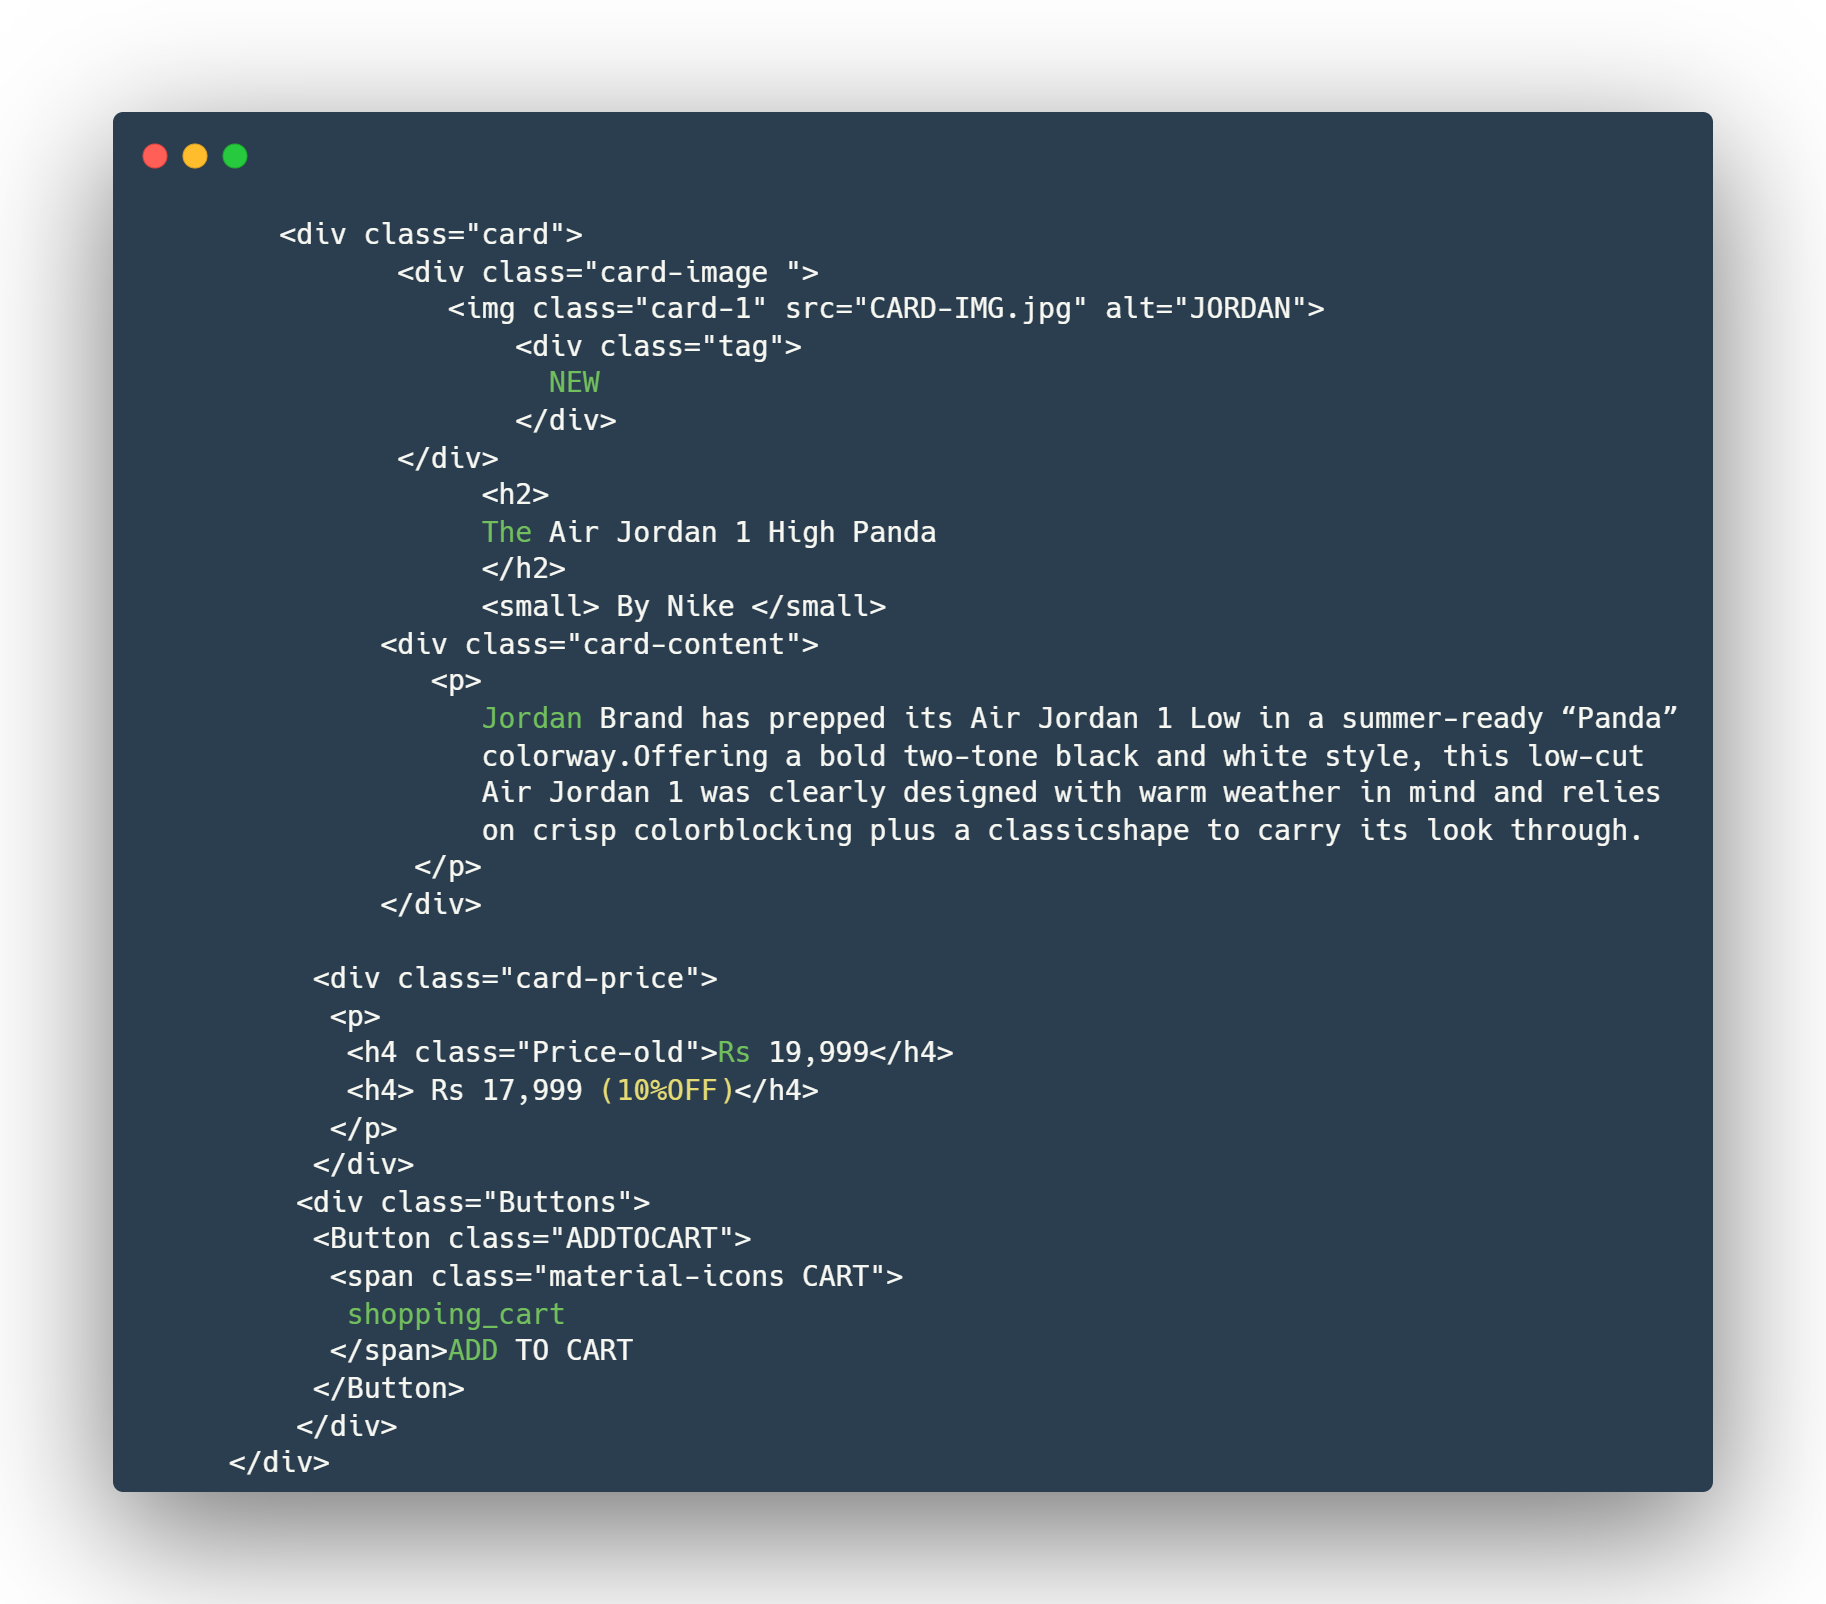 <div class="card">
<div class="card-image ">
<img class="card-1" src="CARD-IMG.jpg" alt="JORDAN">
<div class="tag">
NEW
</div>
</div>
<h2>
The Air Jordan 1 High Panda
</h2>
<small> By Nike </small>
<div class="card-content">
<p>
Jordan Brand has prepped its Air Jordan 1 Low in a summer-ready “Panda”
colorway.Offering a bold two-tone black and white style, this low-cut
Air Jordan 1 was clearly designed with warm weather in mind and relies
on crisp colorblocking plus a classicshape to carry its look through.
</p>
</div>
<div class="card-price">
<p>
<h4 class="Price-old">Rs 19,999</h4>
<h4> Rs 17,999 (10%OFF)</h4>
</p>
</div>
<div class="Buttons">
<Button class="ADDTOCART">
<span class="material-icons CART">
shopping_cart
</span>ADD TO CART
</Button>
</div>
</div>